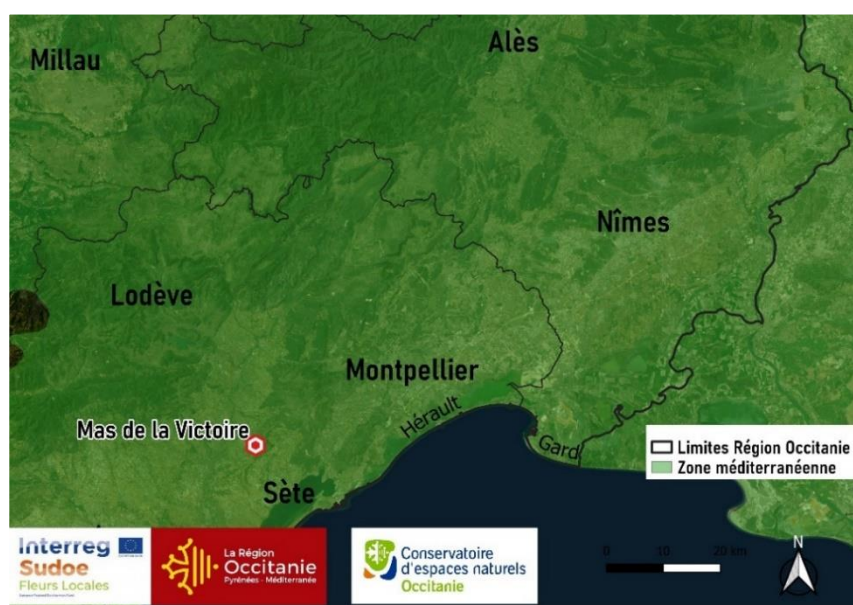 Millau
Alès
Nîmes
Lodève
Montpellier
Hérault
Mas de la Victoire
Gard
Limites Région Occitanie
Zone méditerranéenne
Sète
Interreg
Sudoe
Fleurs Locales
La Région
Occitanie
Pyrénées - Méditerranée
Conservatoire
d'espaces naturels
Occitanie
0 10 20 km
N